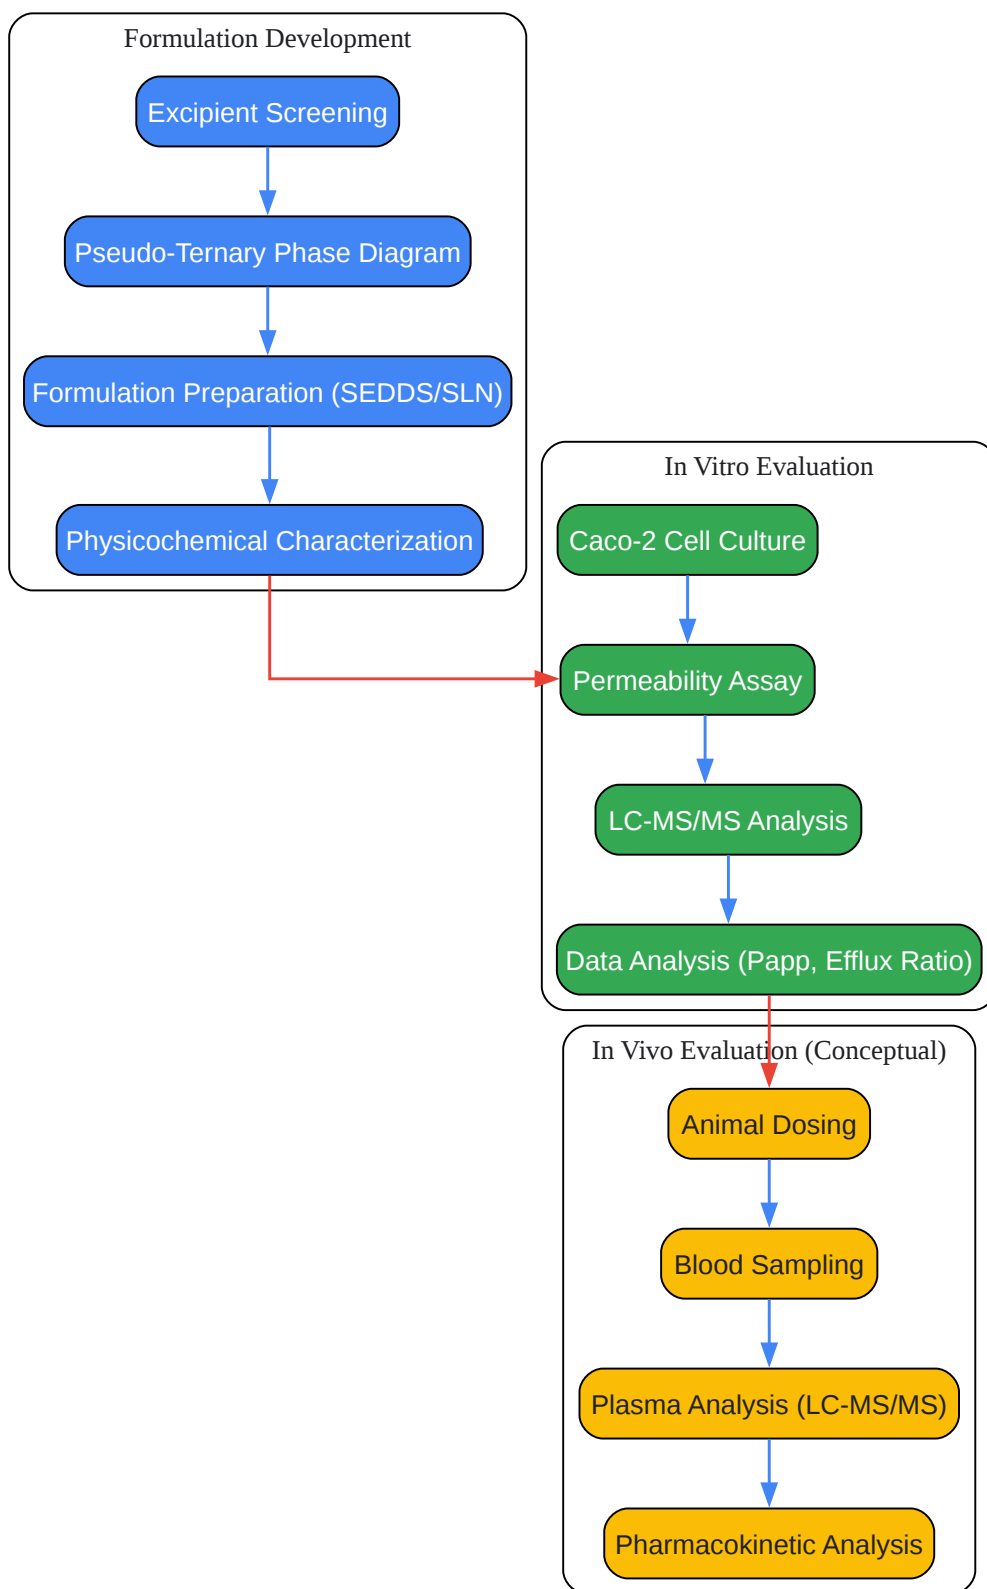 Formulation Development
Excipient Screening
Pseudo-Ternary Phase Diagram
Formulation Preparation (SEDDS/SLN)
Physicochemical Characterization
In Vitro Evaluation
Caco-2 Cell Culture
Permeability Assay
LC-MS/MS Analysis
Data Analysis (Papp, Efflux Ratio)
In Vivo Evaluation (Conceptual)
Animal Dosing
Blood Sampling
Plasma Analysis (LC-MS/MS)
Pharmacokinetic Analysis